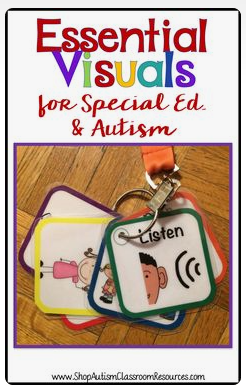 Essential
Visuals
for Special Ed.
& Autism
Listen
www.ShopAutismClassroomResources.com